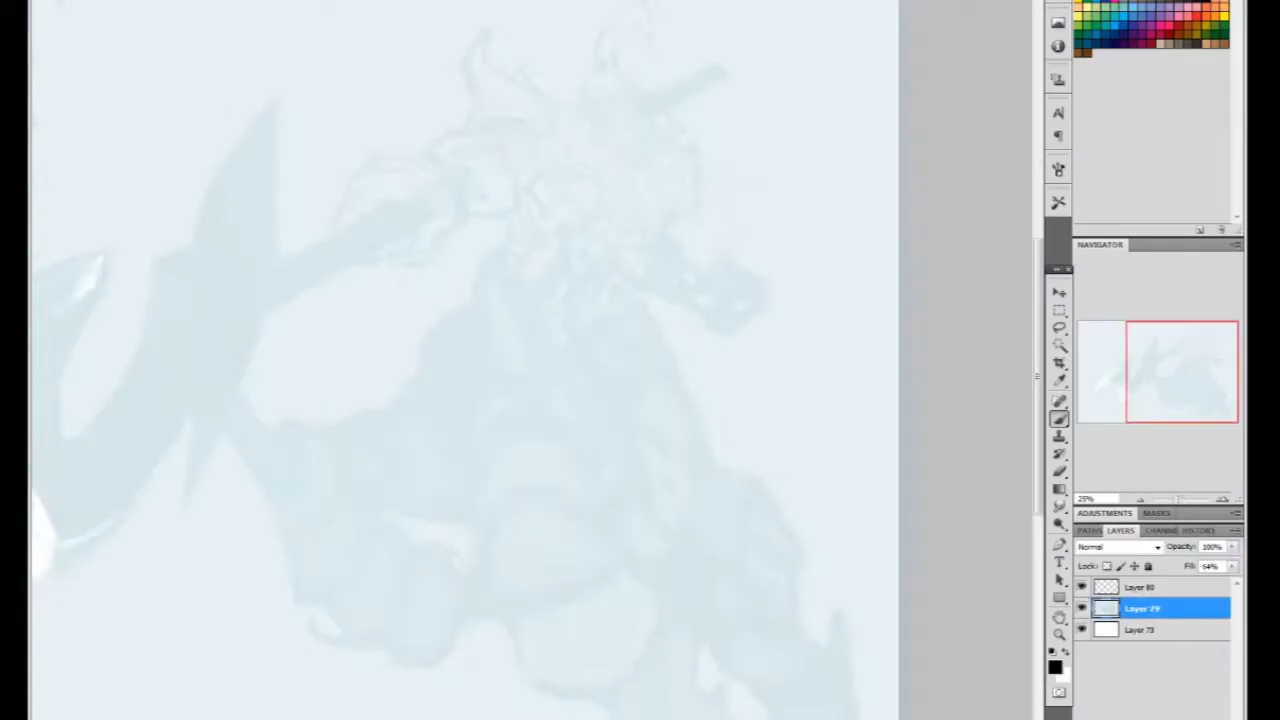 NAVIGATOR
25%
ADJUSTMENTS MASKS
PATHS LAYERS CHANNE HISTORY
Normal Opacity: 100%
Lock: Fill: 64%
Layer 80
Layer 79
Layer 73